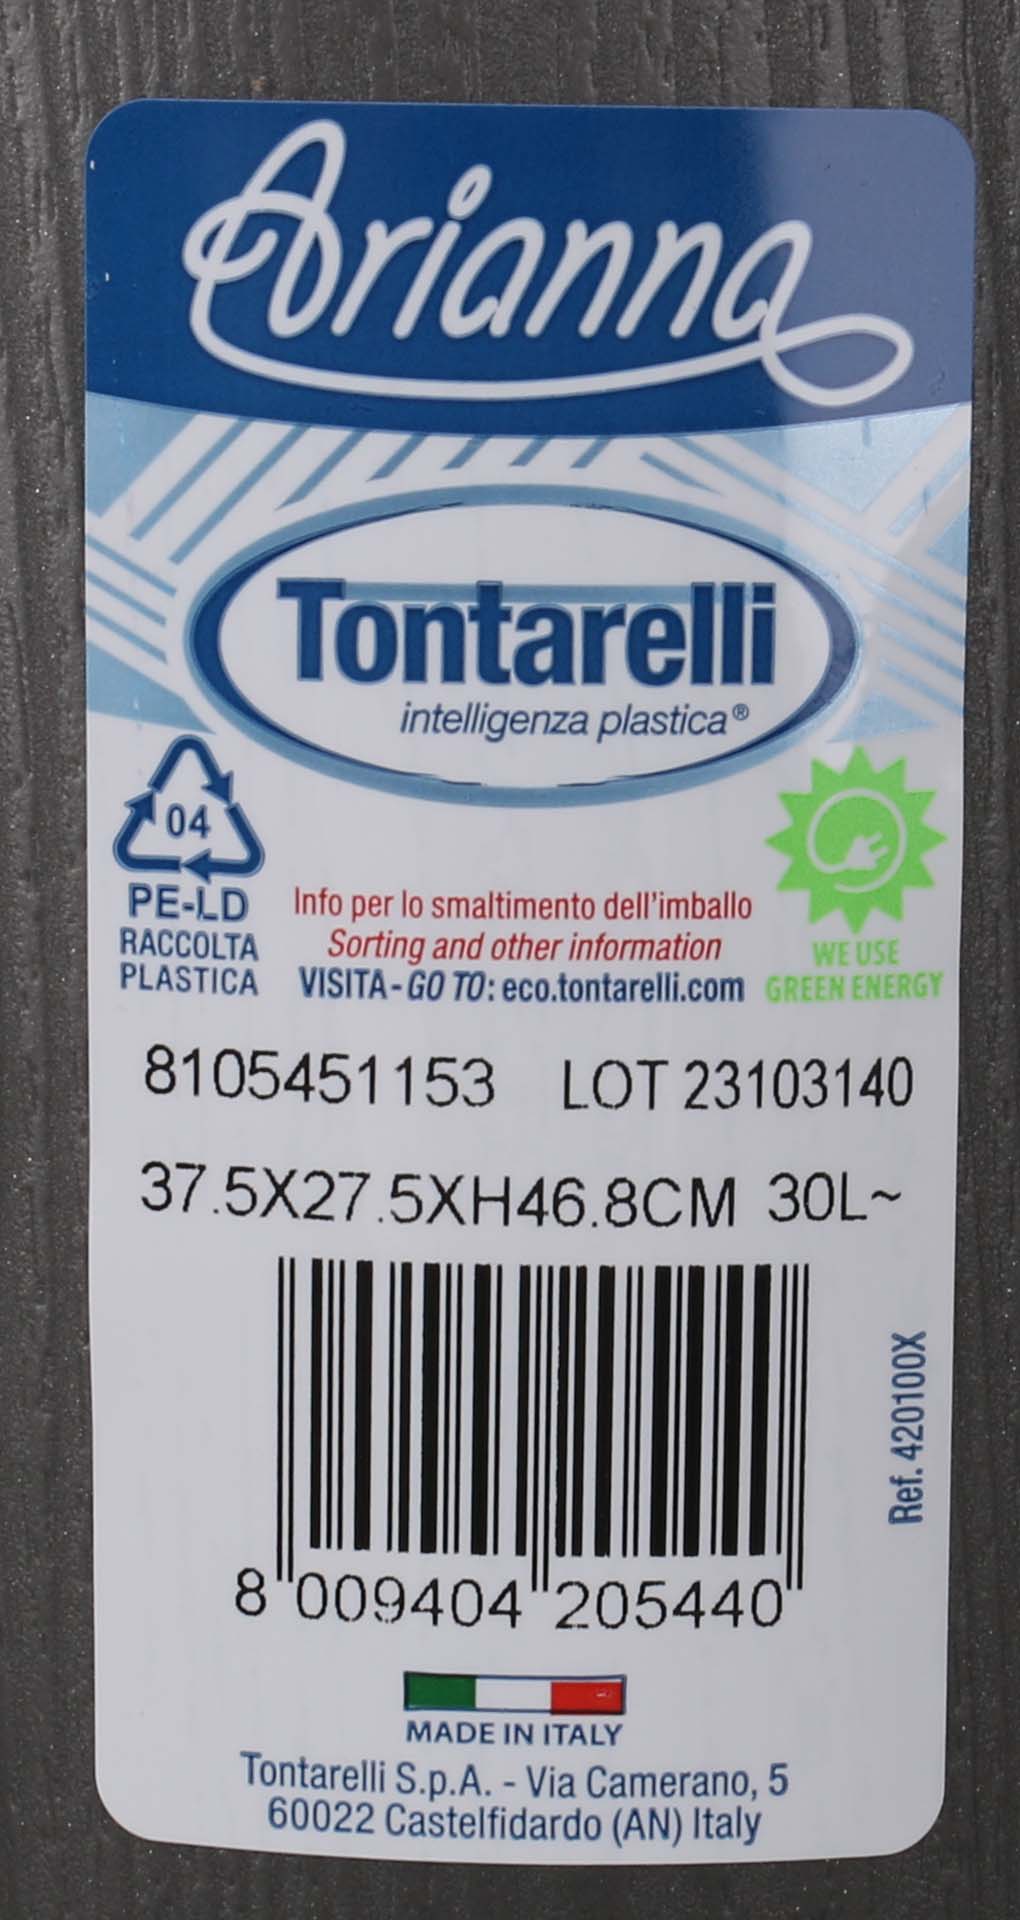 Arianna
Tontarelli
intelligenza plastica®
04
PE-LD
RACCOLTA
PLASTICA
Info per lo smaltimento dell'imballo
Sorting and other information
VISITA - GO TO: eco.tontarelli.com
WE USE
GREEN ENERGY
8105451153 LOT 23103140
37.5X27.5XH46.8CM 30L~
Ref. 420100X
8 009404 205440
MADE IN ITALY
Tontarelli S.p.A. - Via Camerano, 5
60022 Castelfidardo (AN) Italy